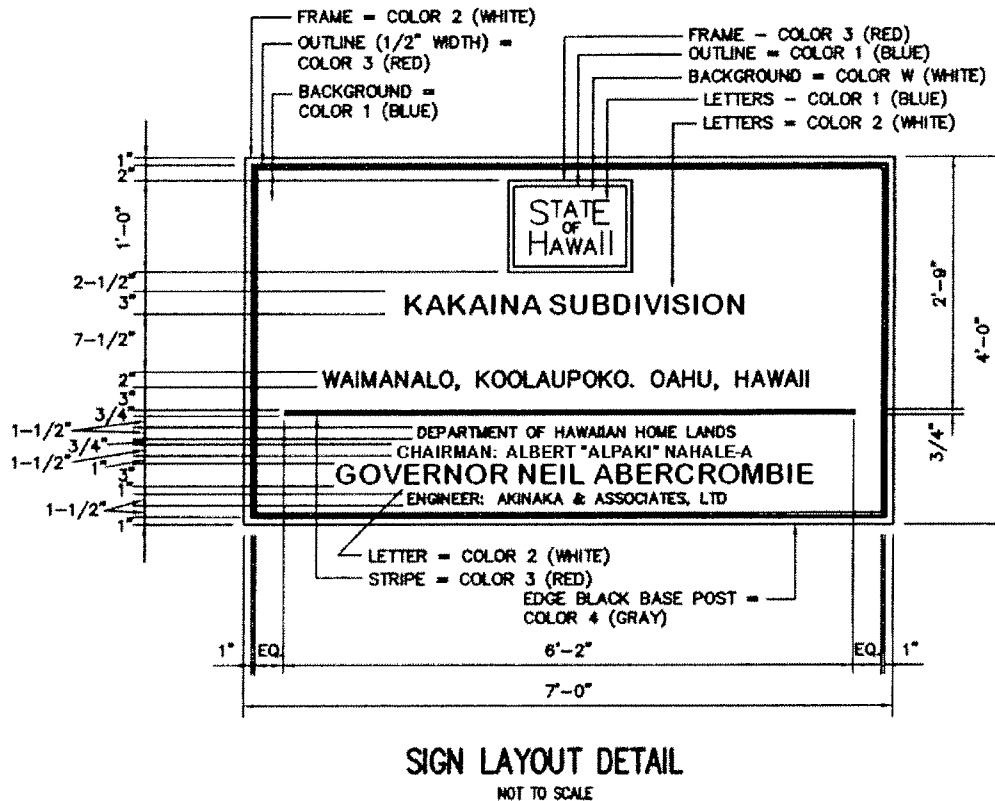 FRAME = COLOR 2 (WHITE)
OUTLINE (1/2" WIDTH) =
COLOR 3 (RED)
BACKGROUND =
COLOR 1 (BLUE)
FRAME - COLOR 3 (RED)
OUTLINE = COLOR 1 (BLUE)
BACKGROUND = COLOR W (WHITE)
LETTERS - COLOR 1 (BLUE)
LETTERS = COLOR 2 (WHITE)
1"
2"
1'-0"
2-1/2"
3"
7-1/2"
2"
3"
3/4"
1-1/2"
3/4"
1-1/2"
1"
3"
1"
1-1/2"
1"
STATE
OF
HAWAII
KAKAINA SUBDIVISION
WAIMANALO, KOOLAUPOKO. OAHU, HAWAII
DEPARTMENT OF HAWAIIAN HOME LANDS
CHAIRMAN: ALBERT "ALPAKI" NAHALE-A
GOVERNOR NEIL ABERCROMBIE
ENGINEER: AKINAKA & ASSOCIATES, LTD
2'-9"
4'-0"
3/4"
LETTER = COLOR 2 (WHITE)
STRIPE = COLOR 3 (RED)
EDGE BLACK BASE POST =
COLOR 4 (GRAY)
1" EQ. 6'-2" EQ. 1"
7'-0"
SIGN LAYOUT DETAIL
NOT TO SCALE